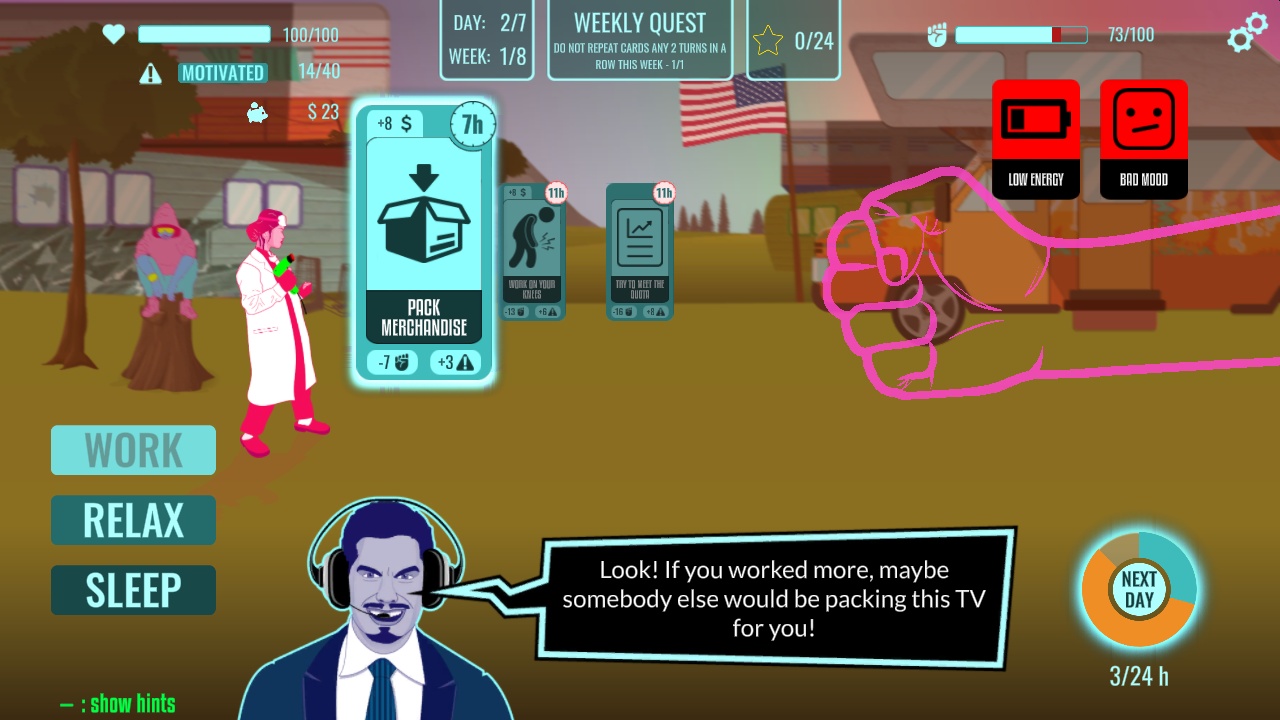 100/100
MOTIVATED 14/40
$ 23
DAY: 2/7
WEEK: 1/8
WEEKLY QUEST
DO NOT REPEAT CARDS ANY 2 TURNS IN A
ROW THIS WEEK - 1/1
0/24
73/100
LOW ENERGY
BAD MOOD
+8 $
7h
PACK
MERCHANDISE
-7
+3
+8 $
11h
WORK ON YOUR
KNEES
-13
+6
11h
TRY TO MEET THE
QUOTA
-16
+8
WORK
RELAX
SLEEP
Look! If you worked more, maybe
somebody else would be packing this TV
for you!
NEXT
DAY
3/24 h
— : show hints